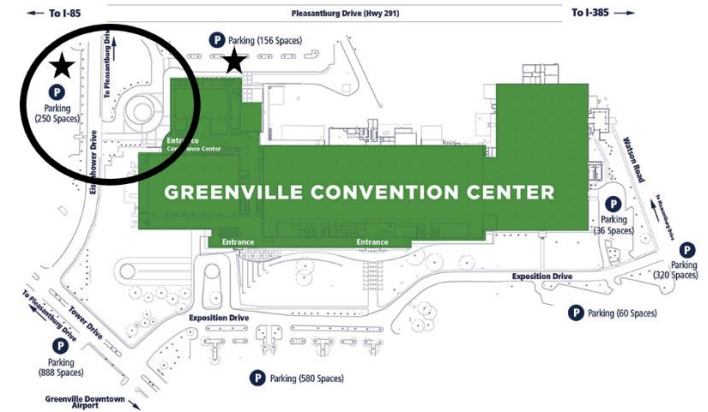 To I-85
Pleasantburg Drive (Hwy 291)
To I-385
P Parking (156 Spaces)
To Pleasantburg Drive
P
Parking
(250 Spaces)
Eisenhower Drive
Entrance
Conference Center
GREENVILLE CONVENTION CENTER
Watson Road
To Pleasantburg Drive
P
Parking
(36 Spaces)
Entrance
Entrance
P
Parking
(320 Spaces)
Exposition Drive
To Pleasantburg Drive
Tower Drive
Exposition Drive
P Parking (60 Spaces)
P
Parking
(888 Spaces)
P Parking (580 Spaces)
Greenville Downtown
Airport